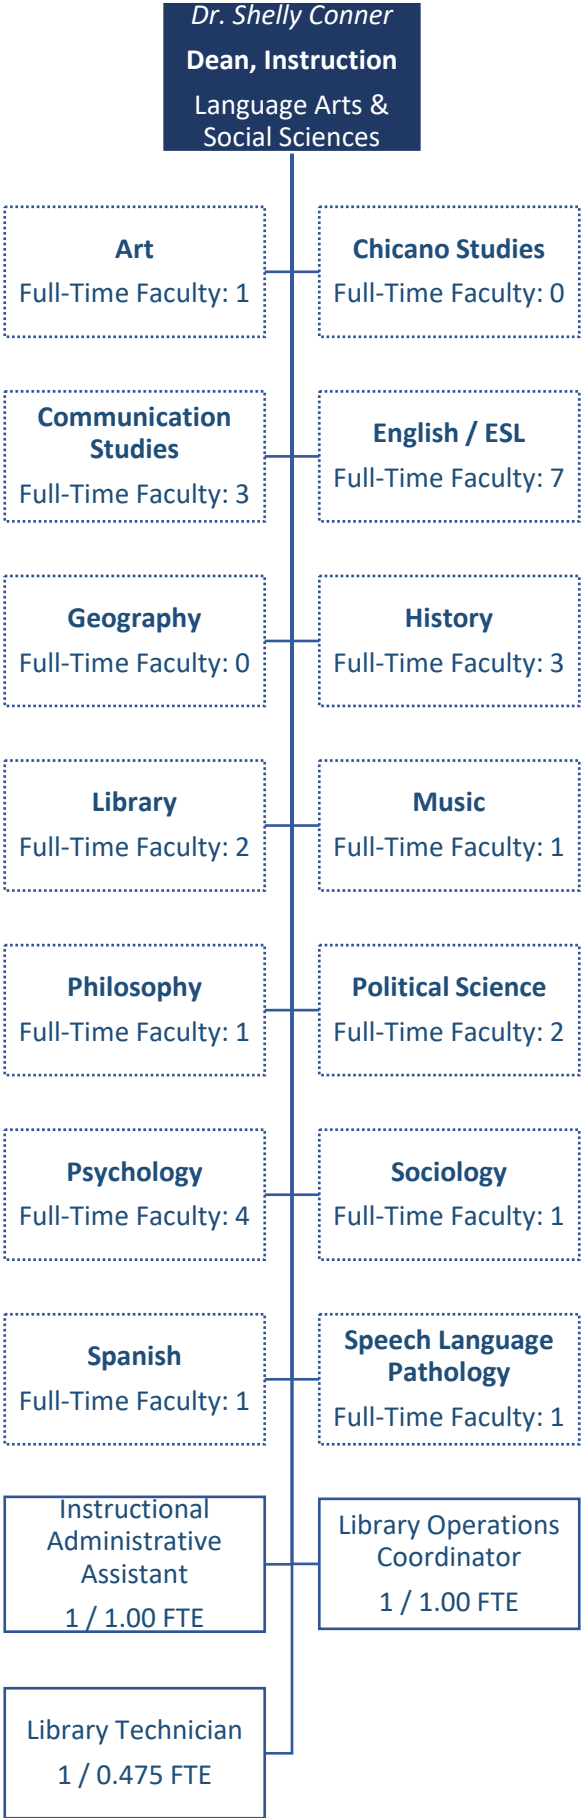 Dr. Shelly Conner
Dean, Instruction
Language Arts &
Social Sciences
Art
Full-Time Faculty: 1
Chicano Studies
Full-Time Faculty: 0
Communication
Studies
Full-Time Faculty: 3
English / ESL
Full-Time Faculty: 7
Geography
Full-Time Faculty: 0
History
Full-Time Faculty: 3
Library
Full-Time Faculty: 2
Music
Full-Time Faculty: 1
Philosophy
Full-Time Faculty: 1
Political Science
Full-Time Faculty: 2
Psychology
Full-Time Faculty: 4
Sociology
Full-Time Faculty: 1
Spanish
Full-Time Faculty: 1
Speech Language
Pathology
Full-Time Faculty: 1
Instructional
Administrative
Assistant
1 / 1.00 FTE
Library Operations
Coordinator
1 / 1.00 FTE
Library Technician
1 / 0.475 FTE